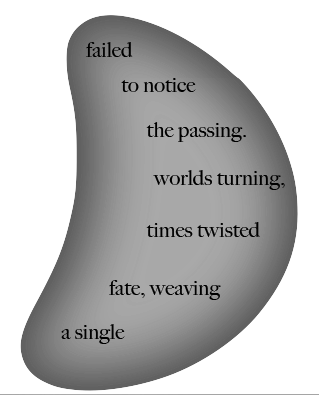 failed
to notice
the passing.
worlds turning,
times twisted
fate, weaving
a single